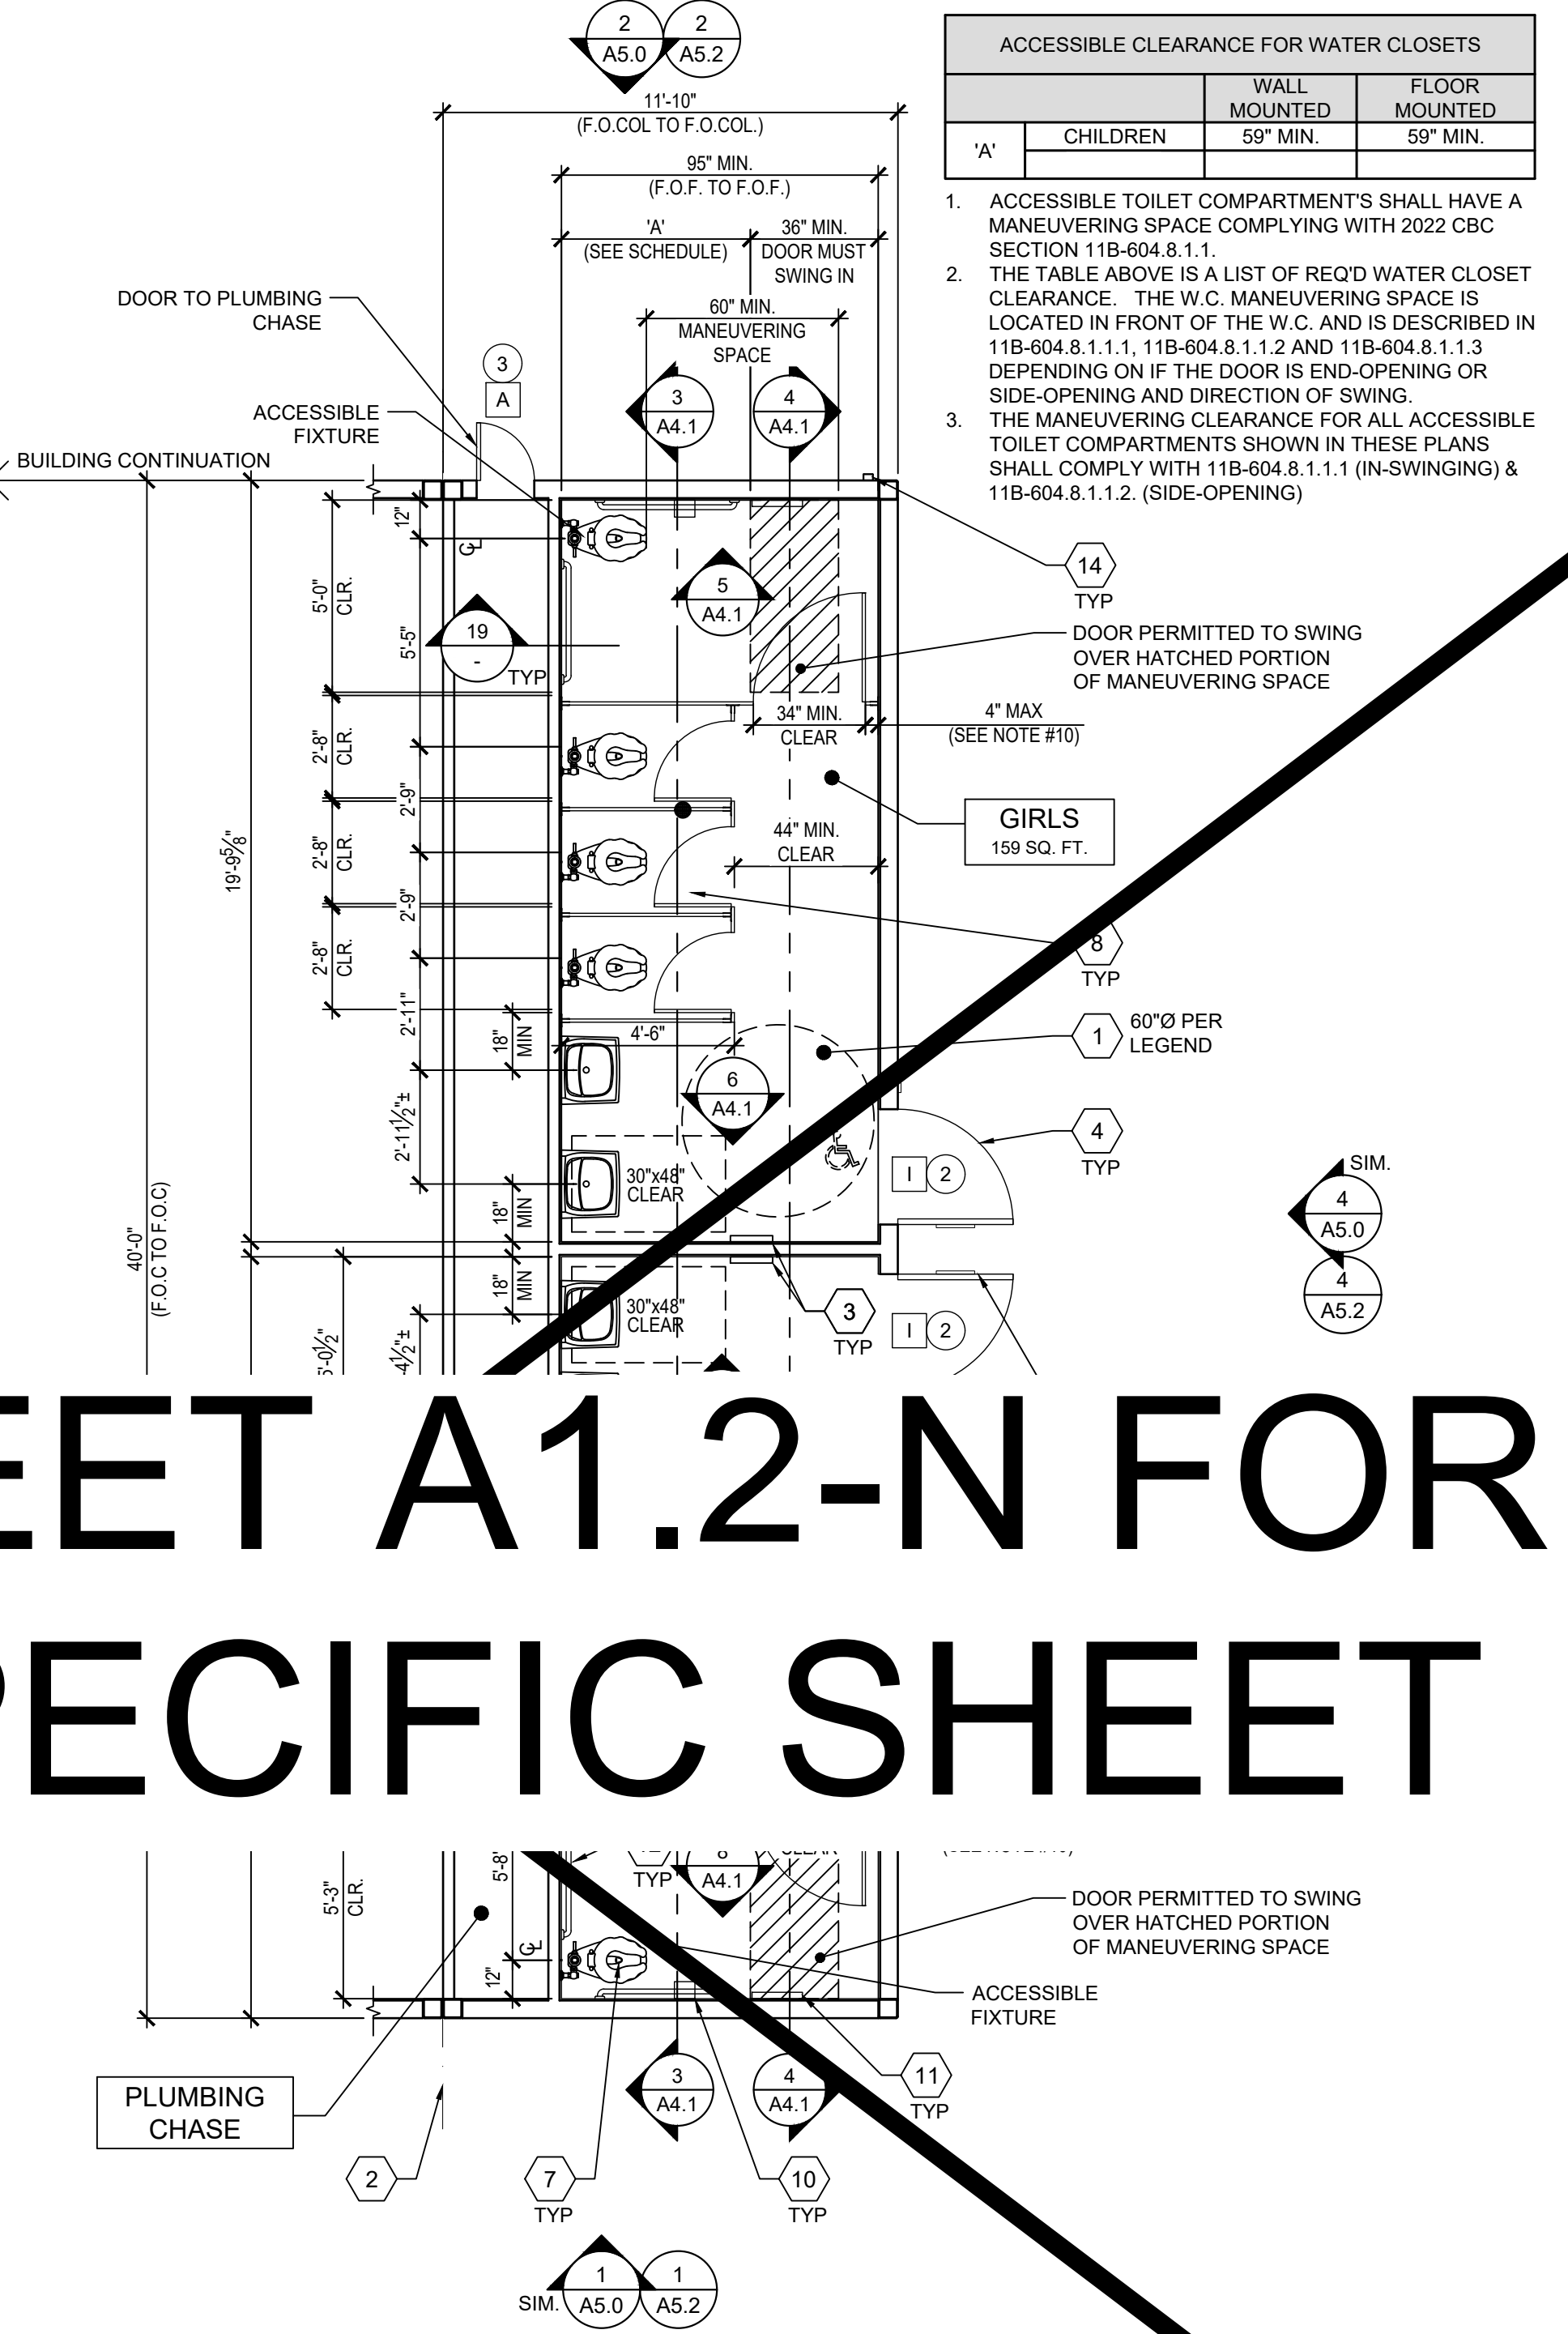 2
A5.0
2
A5.2
11'-10"
(F.O.COL TO F.O.COL.)
95" MIN.
(F.O.F. TO F.O.F.)
'A'
(SEE SCHEDULE)
36" MIN.
DOOR MUST
SWING IN
60" MIN.
MANEUVERING
SPACE
ACCESSIBLE CLEARANCE FOR WATER CLOSETS
WALL
MOUNTED
FLOOR
MOUNTED
'A'
CHILDREN
59" MIN.
59" MIN.
1. ACCESSIBLE TOILET COMPARTMENT'S SHALL HAVE A
MANEUVERING SPACE COMPLYING WITH 2022 CBC
SECTION 11B-604.8.1.1.
2. THE TABLE ABOVE IS A LIST OF REQ'D WATER CLOSET
CLEARANCE. THE W.C. MANEUVERING SPACE IS
LOCATED IN FRONT OF THE W.C. AND IS DESCRIBED IN
11B-604.8.1.1.1, 11B-604.8.1.1.2 AND 11B-604.8.1.1.3
DEPENDING ON IF THE DOOR IS END-OPENING OR
SIDE-OPENING AND DIRECTION OF SWING.
3. THE MANEUVERING CLEARANCE FOR ALL ACCESSIBLE
TOILET COMPARTMENTS SHOWN IN THESE PLANS
SHALL COMPLY WITH 11B-604.8.1.1.1 (IN-SWINGING) &
11B-604.8.1.1.2. (SIDE-OPENING)
DOOR TO PLUMBING
CHASE
3
A
ACCESSIBLE
FIXTURE
3
A4.1
4
A4.1
BUILDING CONTINUATION
12"
5'-0"
CLR.
5'-5"
5
A4.1
19
-
TYP
14
TYP
DOOR PERMITTED TO SWING
OVER HATCHED PORTION
OF MANEUVERING SPACE
34" MIN.
CLEAR
4" MAX
(SEE NOTE #10)
2'-8"
CLR.
2'-9"
GIRLS
159 SQ. FT.
44" MIN.
CLEAR
19'-9⅝"
2'-8"
CLR.
2'-9"
2'-8"
CLR.
8
TYP
2'-11"
18"
MIN
4'-6"
1
60"Ø PER
LEGEND
6
A4.1
2'-11½"±
4
TYP
30"x48"
CLEAR
I
2
18"
MIN
40'-0"
(F.O.C TO F.O.C)
SIM.
4
A5.0
4
A5.2
18"
MIN
30"x48"
CLEAR
3
TYP
I
2
'-0½"
-4½"±
EET A1.2-N FOR
PECIFIC SHEET
5'-3"
CLR.
5'-8"
TYP
8
A4.1
12"
DOOR PERMITTED TO SWING
OVER HATCHED PORTION
OF MANEUVERING SPACE
ACCESSIBLE
FIXTURE
PLUMBING
CHASE
3
A4.1
4
A4.1
11
TYP
2
7
TYP
10
TYP
SIM.
1
A5.0
1
A5.2